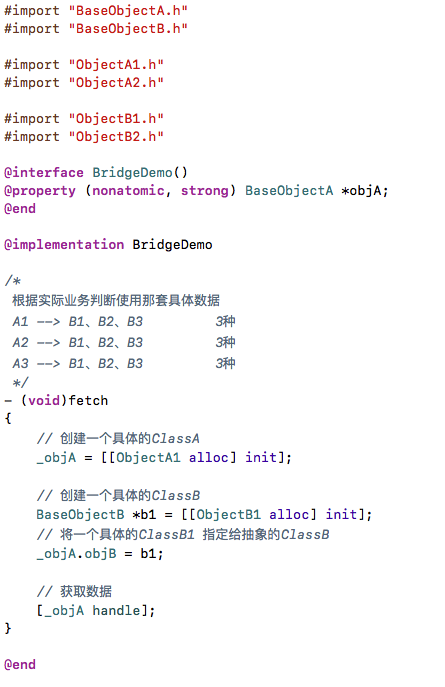 #import "BaseObjectA.h"
#import "BaseObjectB.h"
#import "ObjectA1.h"
#import "ObjectA2.h"
#import "ObjectB1.h"
#import "ObjectB2.h"
@interface BridgeDemo()
@property (nonatomic, strong) BaseObjectA *objA;
@end
@implementation BridgeDemo
/*
根据实际业务判断使用那套具体数据
A1 --> B1、B2、B3 3种
A2 --> B1、B2、B3 3种
A3 --> B1、B2、B3 3种
*/
- (void)fetch
{
// 创建一个具体的ClassA
_objA = [[ObjectA1 alloc] init];
// 创建一个具体的ClassB
BaseObjectB *b1 = [[ObjectB1 alloc] init];
// 将一个具体的ClassB1 指定给抽象的ClassB
_objA.objB = b1;
// 获取数据
[_objA handle];
}
@end